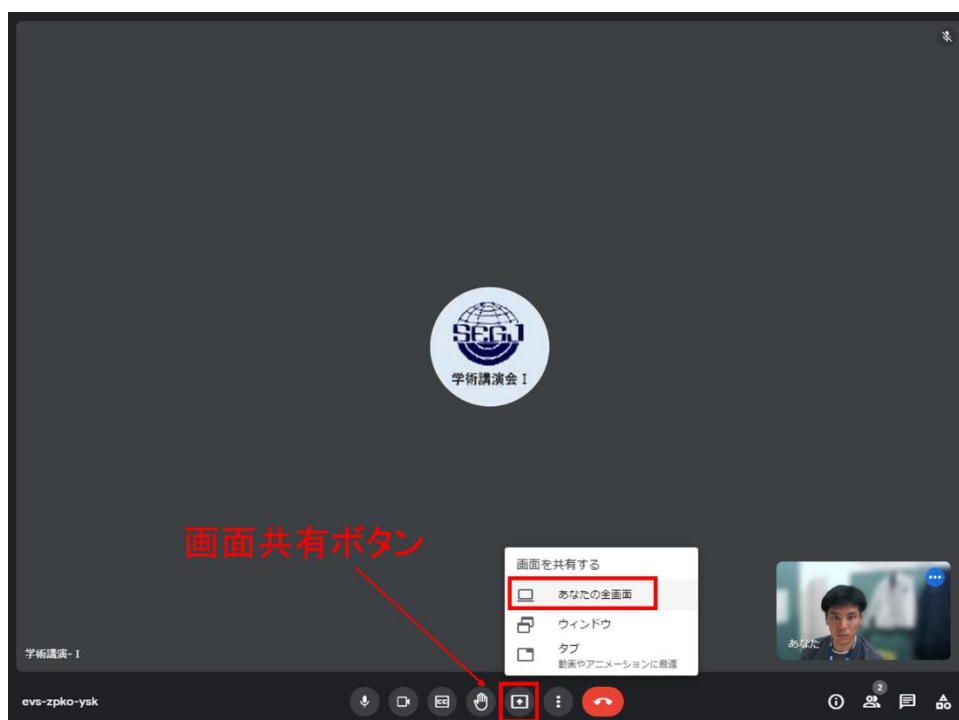 SEGJ
学術講演会 I
画面共有ボタン
画面を共有する
あなたの全画面
ウィンドウ
タブ
動画やアニメーションに最適
あなた
学術講演- I
evs-zpko-ysk
CC
2